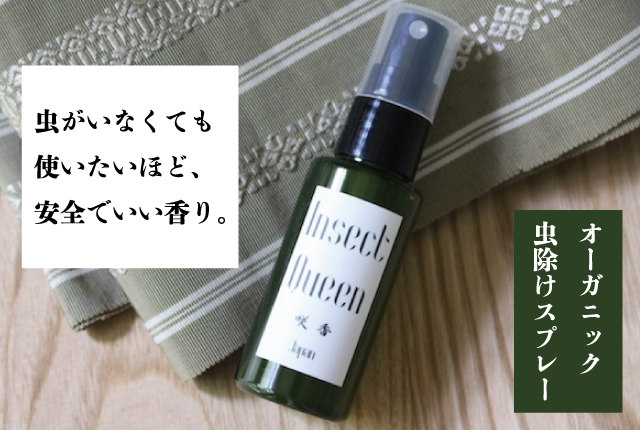 虫がいなくても
使いたいほど、
安全でいい香り。
Insect
Queen
咲香
Japan
オーガニック
虫除けスプレー